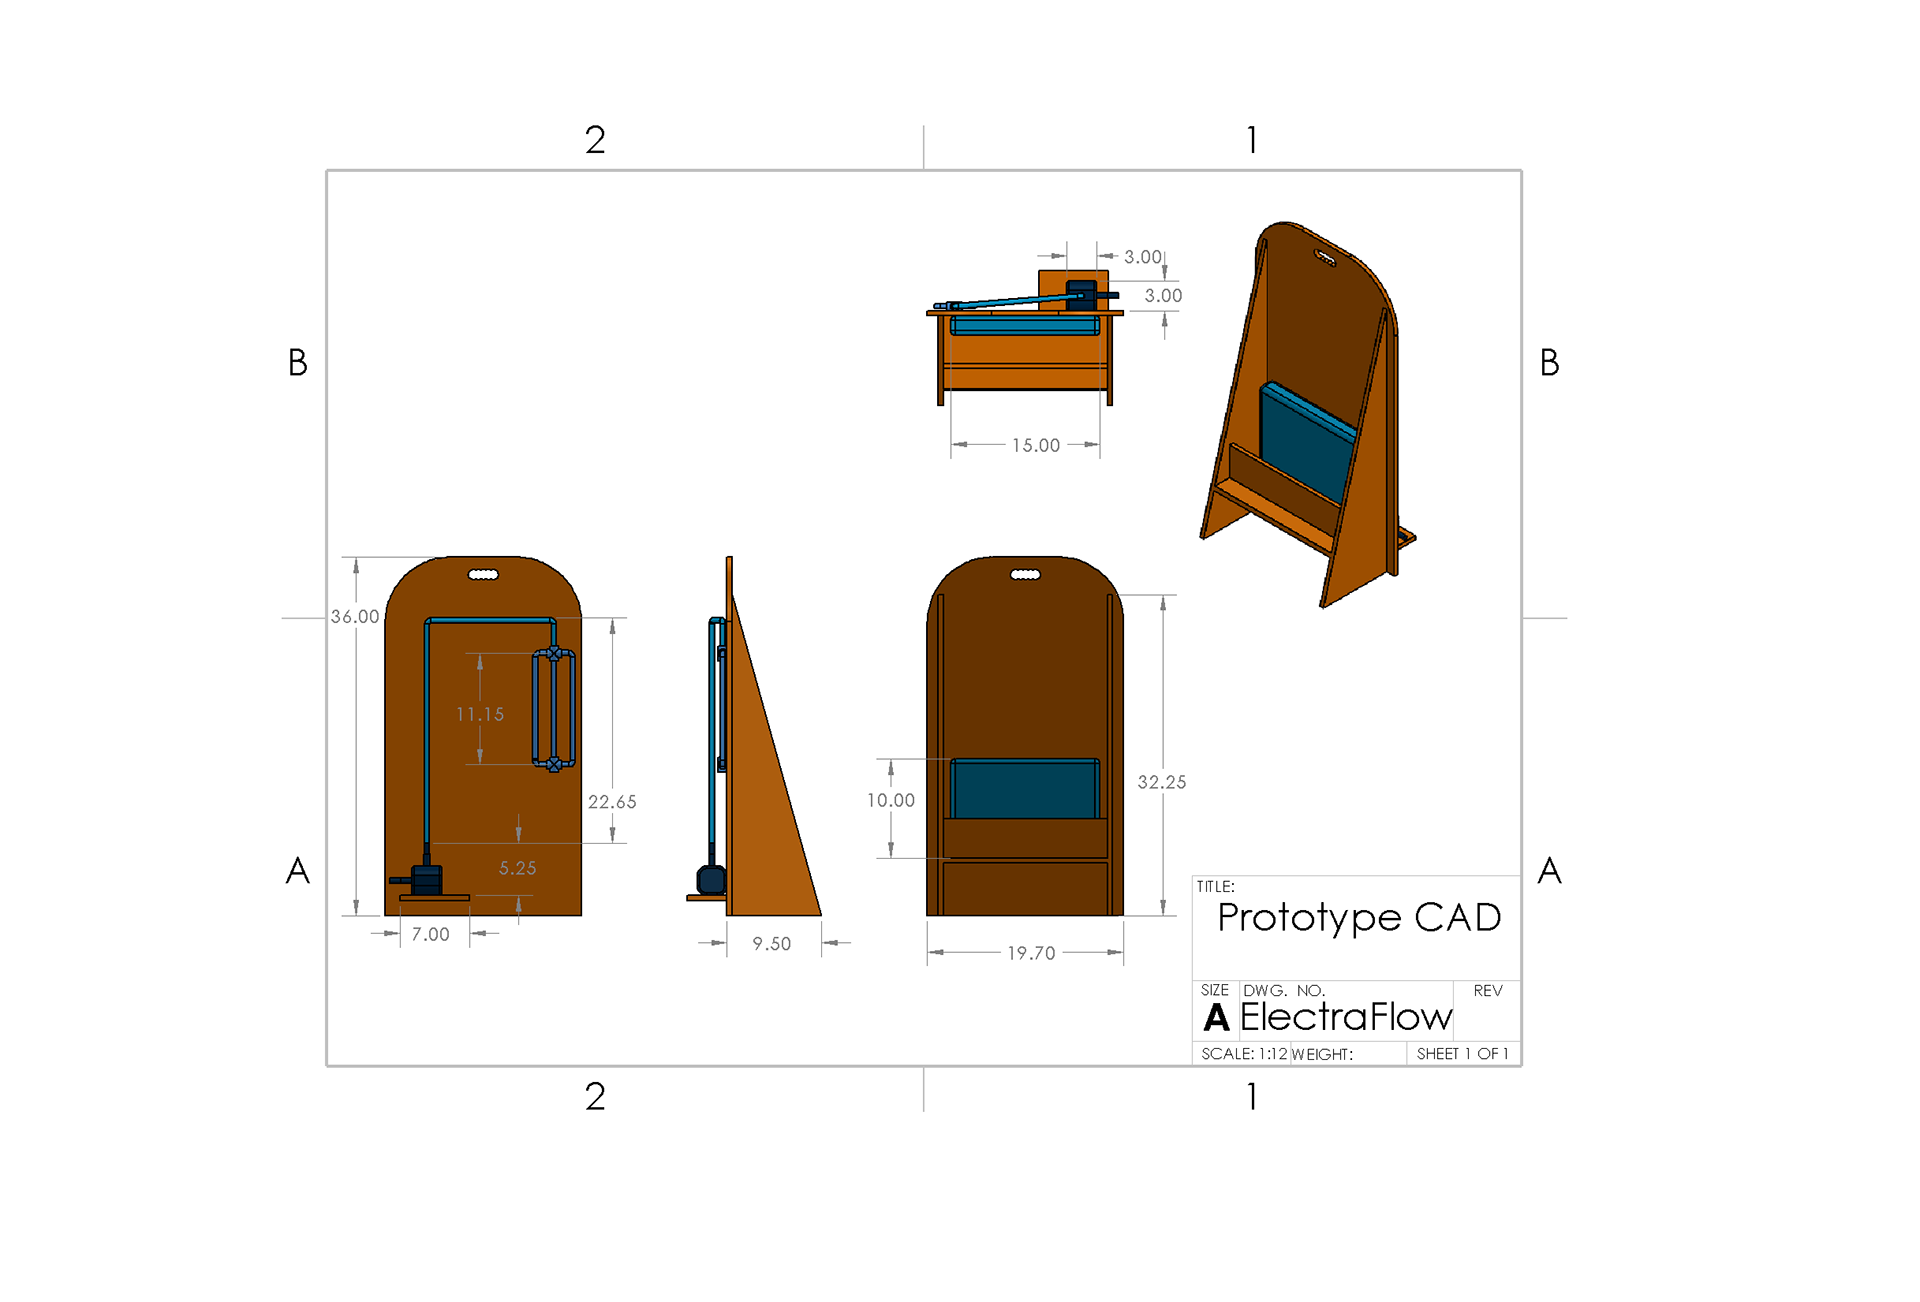 2
1
3.00
3.00
B
B
15.00
36.00
11.15
22.65
10.00
32.25
5.25
A
A
7.00
9.50
19.70
TITLE:
Prototype CAD
SIZE
DWG. NO.
REV
A
ElectraFlow
SCALE: 1:12
WEIGHT:
SHEET 1 OF 1
2
1